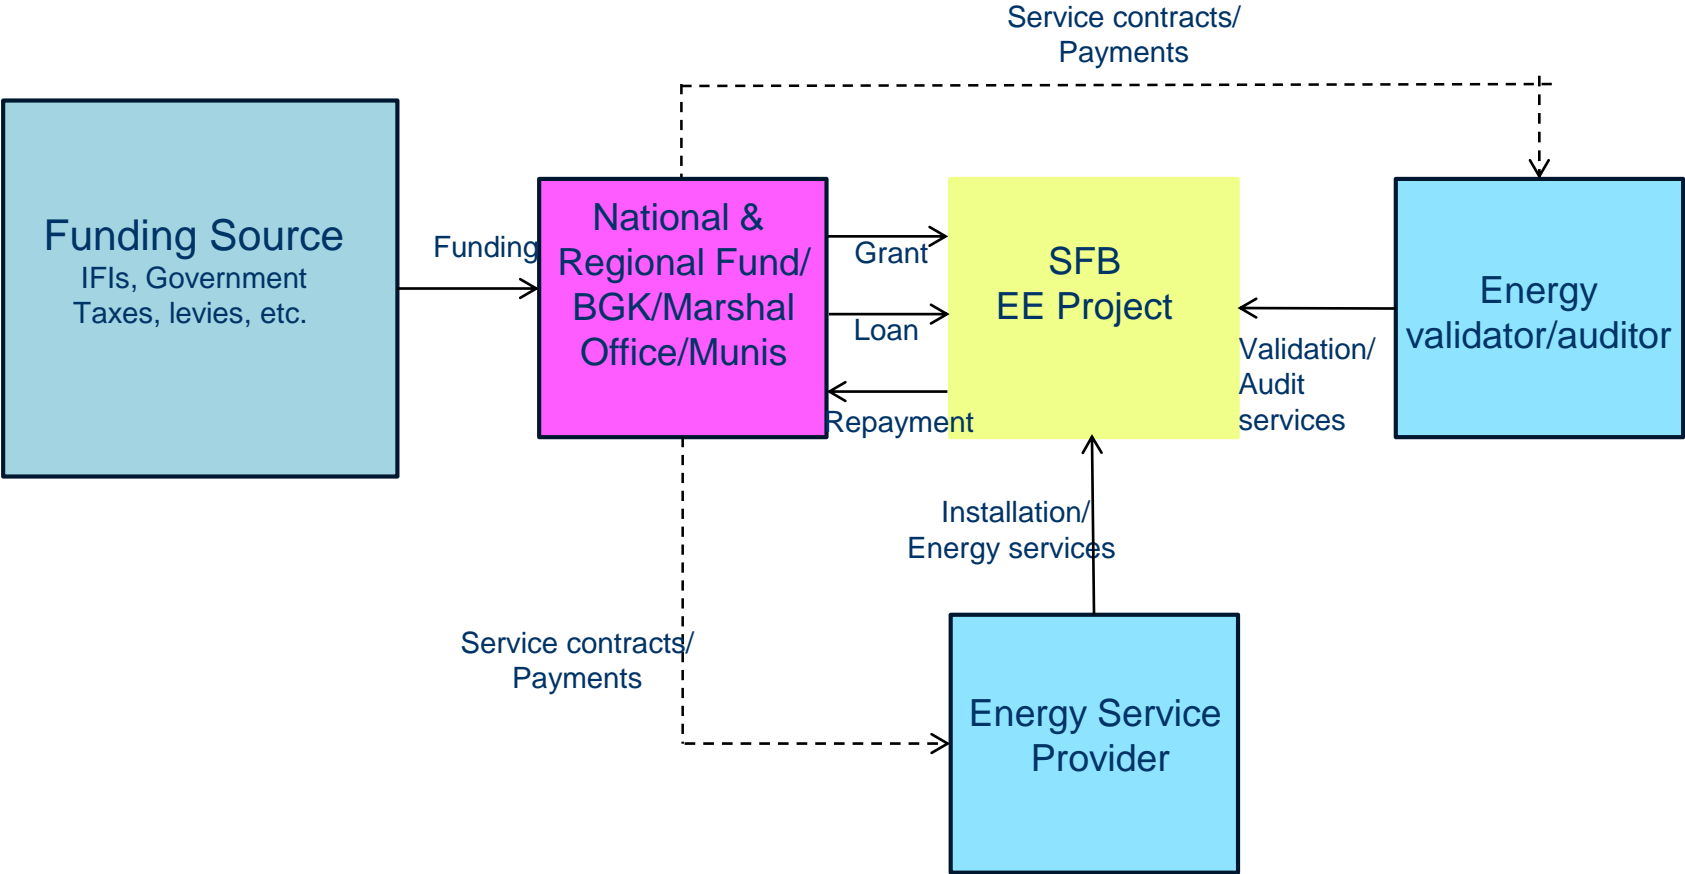 Service contracts/
Payments
Funding Source
IFIs, Government
Taxes, levies, etc.
Funding
National &
Regional Fund/
BGK/Marshal
Office/Munis
Grant
Loan
Repayment
SFB
EE Project
Validation/
Audit
services
Energy
validator/auditor
Installation/
Energy services
Service contracts/
Payments
Energy Service
Provider